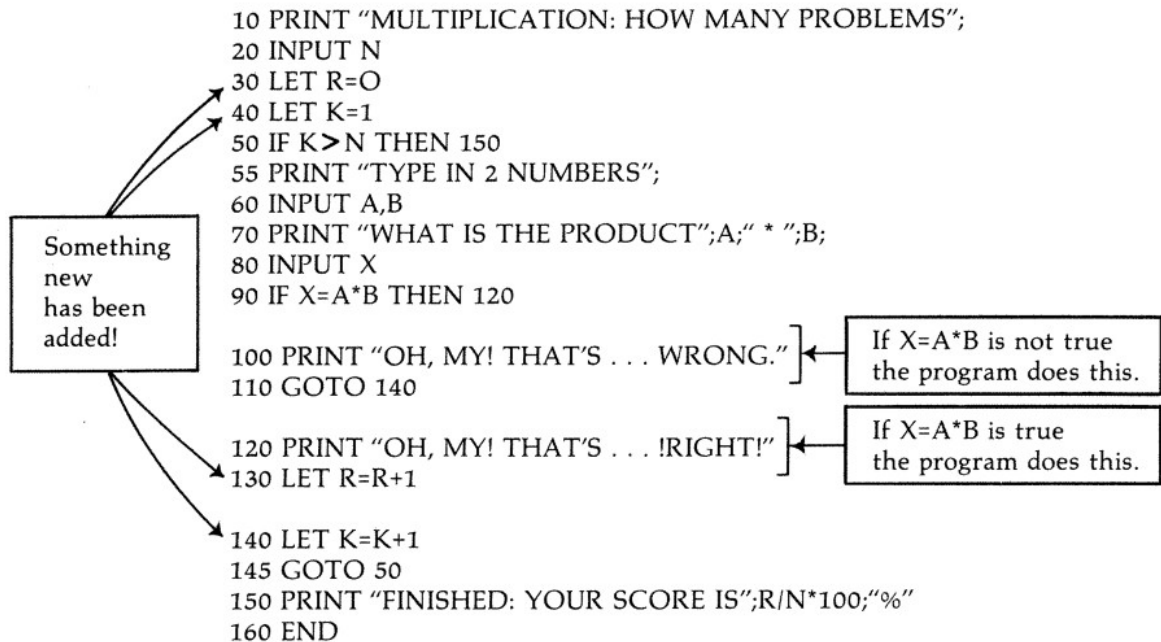 10 PRINT “MULTIPLICATION: HOW MANY PROBLEMS”;
20 INPUT N
30 LET R=O
40 LET K=1
50 IF K>N THEN 150
55 PRINT “TYPE IN 2 NUMBERS”;
60 INPUT A,B
70 PRINT “WHAT IS THE PRODUCT”;A;“ * ”;B;
80 INPUT X
90 IF X=A*B THEN 120
Something
new
has been
added!
100 PRINT “OH, MY! THAT'S . . . WRONG.”
110 GOTO 140
If X=A*B is not true
the program does this.
120 PRINT “OH, MY! THAT'S . . . !RIGHT!”
130 LET R=R+1
If X=A*B is true
the program does this.
140 LET K=K+1
145 GOTO 50
150 PRINT “FINISHED: YOUR SCORE IS”;R/N*100;“%”
160 END